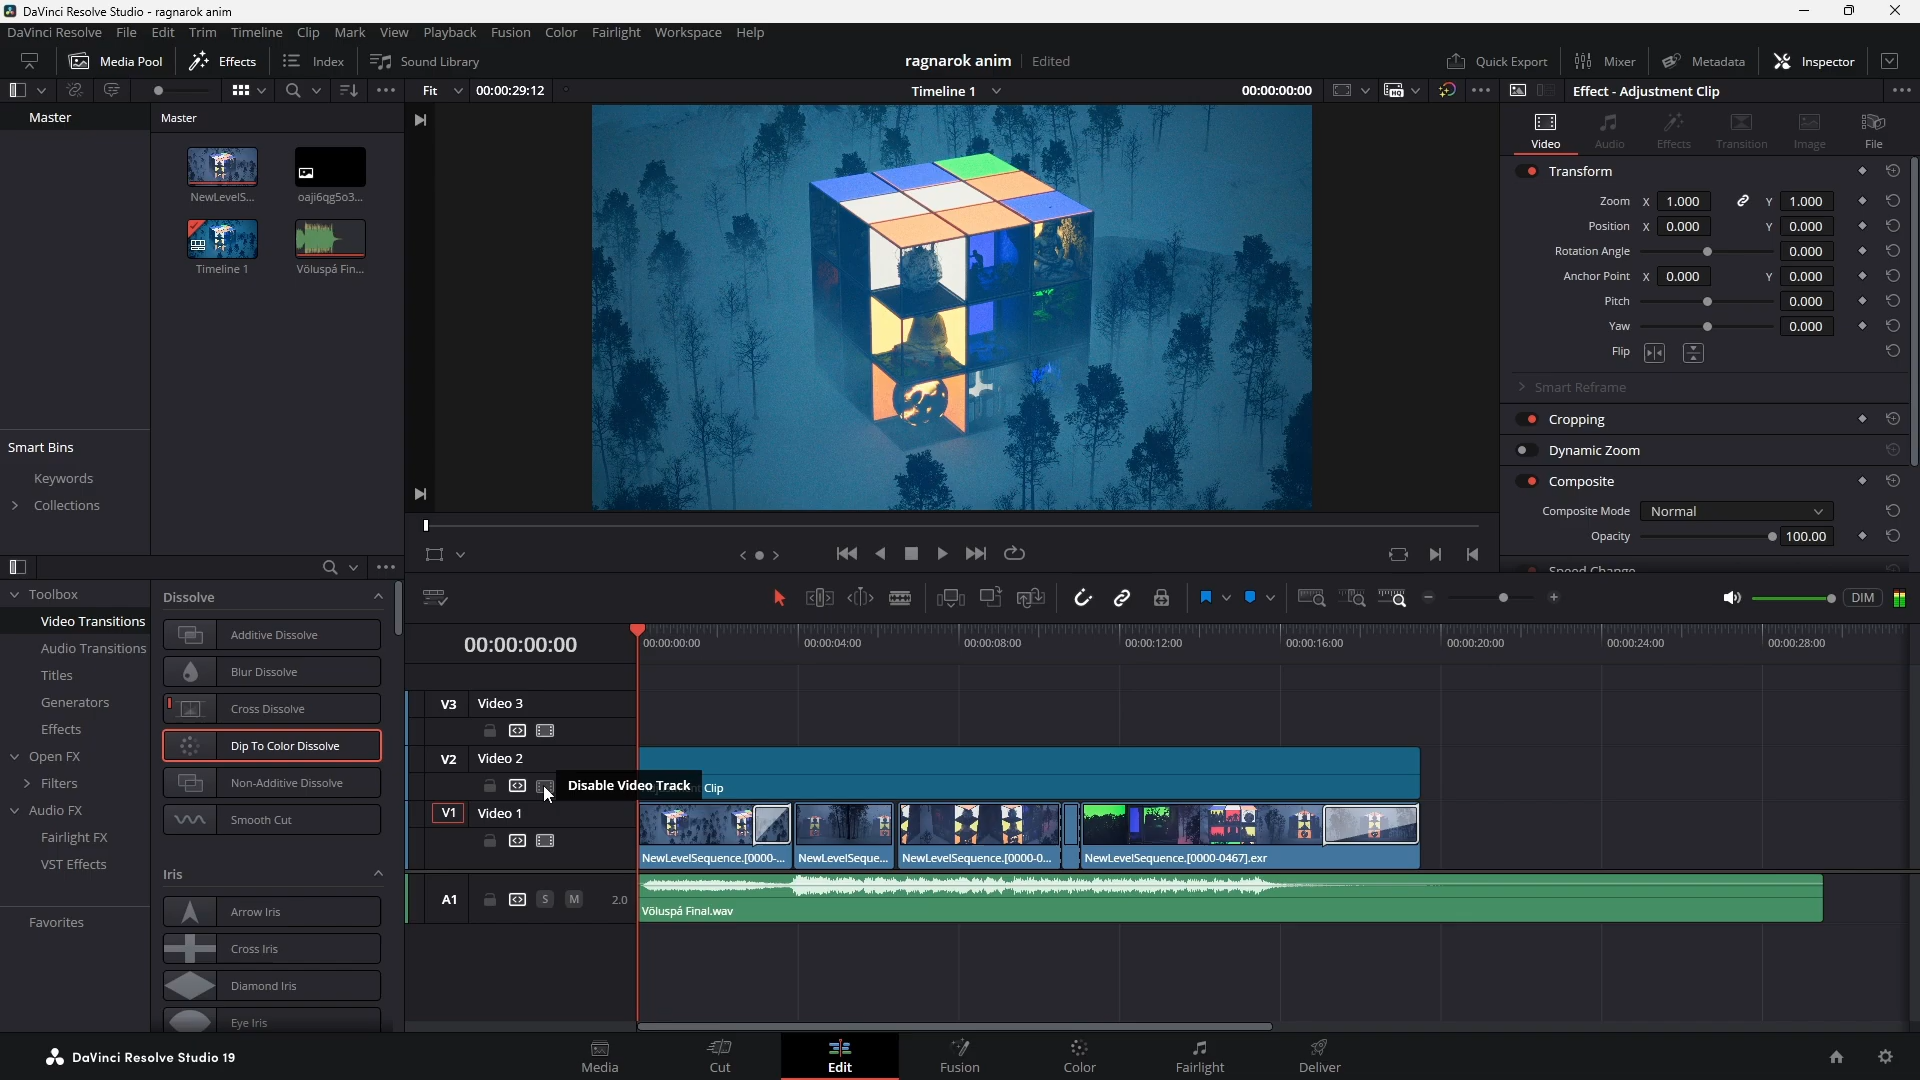 DaVinci Resolve Studio - ragnarok anim
DaVinci Resolve File Edit Trim Timeline Clip Mark View Playback Fusion Color Fairlight Workspace Help
Media Pool Effects Index Sound Library ragnarok anim Edited Quick Export Mixer Metadata Inspector
Fit 00:00:29:12 Timeline 1 00:00:00:00 Effect - Adjustment Clip
Master
Master
NewLevelS...
oaji6qg5o3...
Timeline 1
Völuspá Fin...
Smart Bins
Keywords
Collections
Video Audio Effects Transition Image File
Transform
Zoom X 1.000 Y 1.000
Position X 0.000 Y 0.000
Rotation Angle 0.000
Anchor Point X 0.000 Y 0.000
Pitch 0.000
Yaw 0.000
Flip
Smart Reframe
Cropping
Dynamic Zoom
Composite
Composite Mode Normal
Opacity 100.00
Speed Change
Toolbox
Video Transitions
Audio Transitions
Titles
Generators
Effects
Open FX
Filters
Audio FX
Fairlight FX
VST Effects
Favorites
Dissolve
Additive Dissolve
Blur Dissolve
Cross Dissolve
Dip To Color Dissolve
Non-Additive Dissolve
Smooth Cut
Iris
Arrow Iris
Cross Iris
Diamond Iris
Eye Iris
DIM
00:00:00:00
00:00:00:00 00:00:04:00 00:00:08:00 00:00:12:00 00:00:16:00 00:00:20:00 00:00:24:00 00:00:28:00
V3 Video 3
V2 Video 2
Disable Video Track
Clip
V1 Video 1
NewLevelSequence.[0000-... NewLevelSeque... NewLevelSequence.[0000-0... NewLevelSequence.[0000-0467].exr
A1 S M 2.0
Völuspá Final.wav
DaVinci Resolve Studio 19
Media Cut Edit Fusion Color Fairlight Deliver